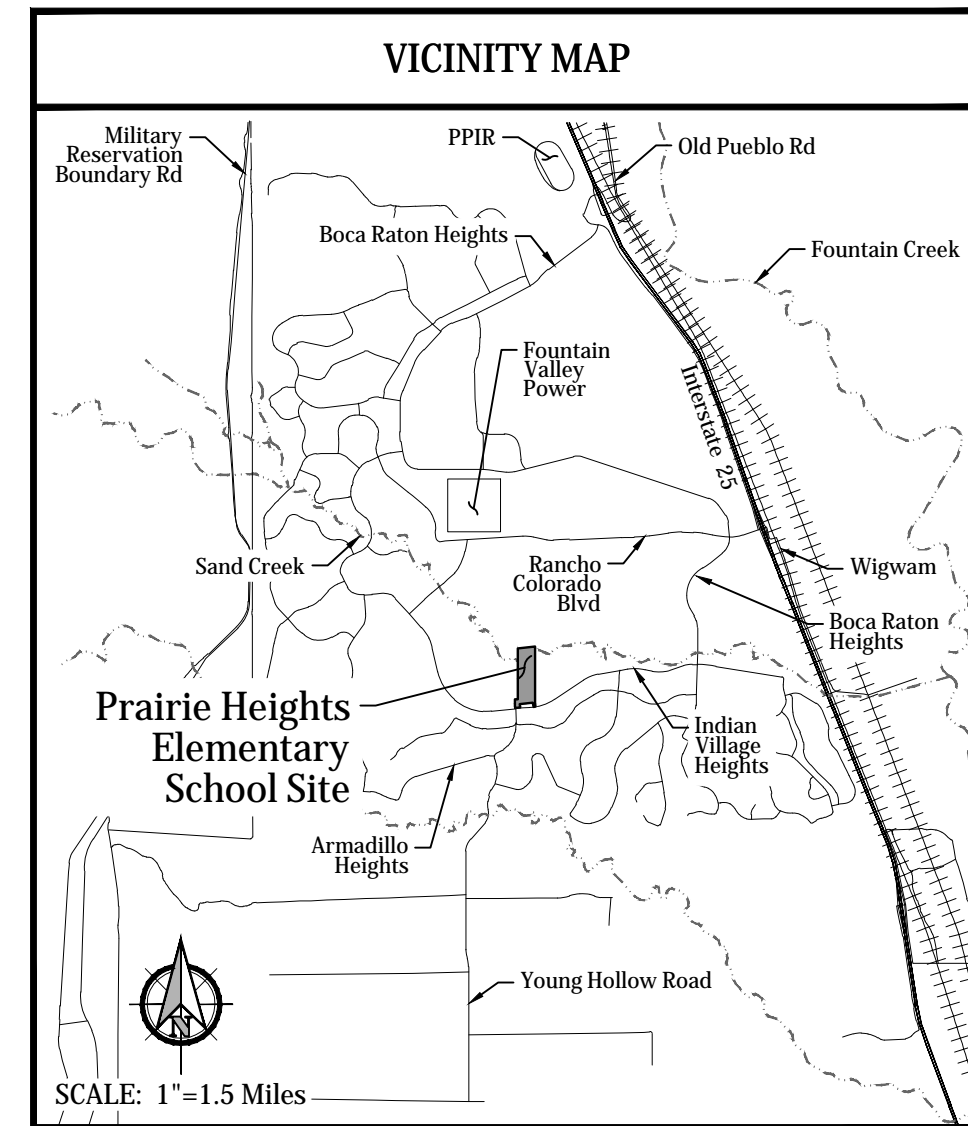 VICINITY MAP
Military
Reservation
Boundary Rd
PPIR
Old Pueblo Rd
Boca Raton Heights
Fountain Creek
Fountain
Valley
Power
Interstate 25
Sand Creek
Rancho
Colorado
Blvd
Wigwam
Boca Raton
Heights
Prairie Heights
Elementary
School Site
Indian
Village
Heights
Armadillo
Heights
Young Hollow Road
N
SCALE: 1"=1.5 Miles